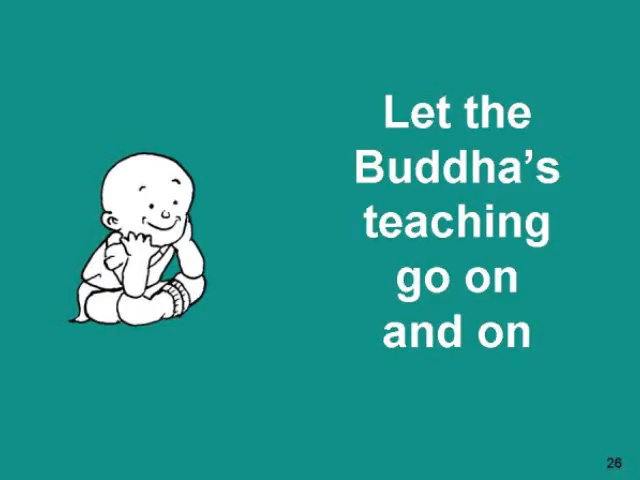 Let the
Buddha’s
teaching
go on
and on
26